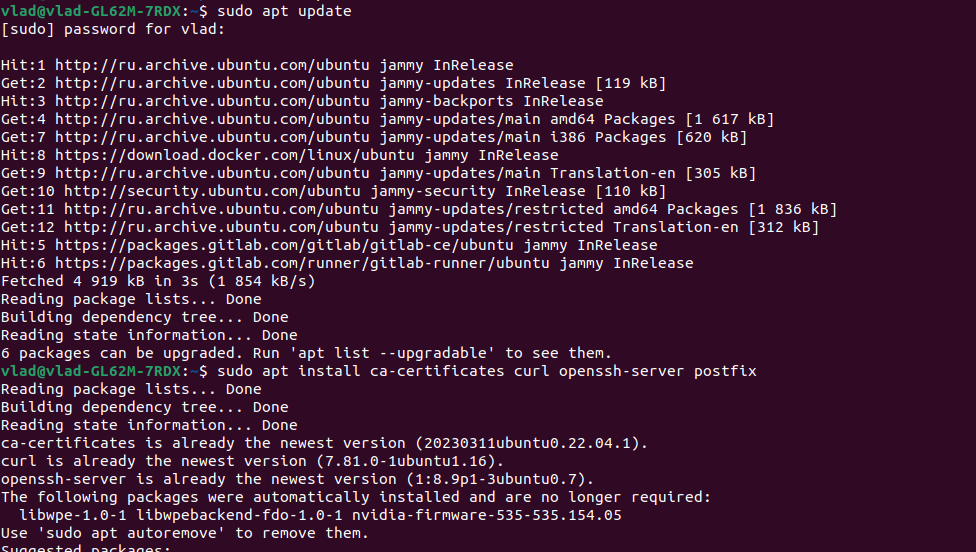 vlad@vlad-GL62M-7RDX:~$ sudo apt update
[sudo] password for vlad:
Hit:1 http://ru.archive.ubuntu.com/ubuntu jammy InRelease
Get:2 http://ru.archive.ubuntu.com/ubuntu jammy-updates InRelease [119 kB]
Hit:3 http://ru.archive.ubuntu.com/ubuntu jammy-backports InRelease
Get:4 http://ru.archive.ubuntu.com/ubuntu jammy-updates/main amd64 Packages [1 617 kB]
Get:7 http://ru.archive.ubuntu.com/ubuntu jammy-updates/main i386 Packages [620 kB]
Hit:8 https://download.docker.com/linux/ubuntu jammy InRelease
Get:9 http://ru.archive.ubuntu.com/ubuntu jammy-updates/main Translation-en [305 kB]
Get:10 http://security.ubuntu.com/ubuntu jammy-security InRelease [110 kB]
Get:11 http://ru.archive.ubuntu.com/ubuntu jammy-updates/restricted amd64 Packages [1 836 kB]
Get:12 http://ru.archive.ubuntu.com/ubuntu jammy-updates/restricted Translation-en [312 kB]
Hit:5 https://packages.gitlab.com/gitlab/gitlab-ce/ubuntu jammy InRelease
Hit:6 https://packages.gitlab.com/runner/gitlab-runner/ubuntu jammy InRelease
Fetched 4 919 kB in 3s (1 854 kB/s)
Reading package lists... Done
Building dependency tree... Done
Reading state information... Done
6 packages can be upgraded. Run 'apt list --upgradable' to see them.
vlad@vlad-GL62M-7RDX:~$ sudo apt install ca-certificates curl openssh-server postfix
Reading package lists... Done
Building dependency tree... Done
Reading state information... Done
ca-certificates is already the newest version (20230311ubuntu0.22.04.1).
curl is already the newest version (7.81.0-1ubuntu1.16).
openssh-server is already the newest version (1:8.9p1-3ubuntu0.7).
The following packages were automatically installed and are no longer required:
  libwpe-1.0-1 libwpebackend-fdo-1.0-1 nvidia-firmware-535-535.154.05
Use 'sudo apt autoremove' to remove them.
Suggested packages: